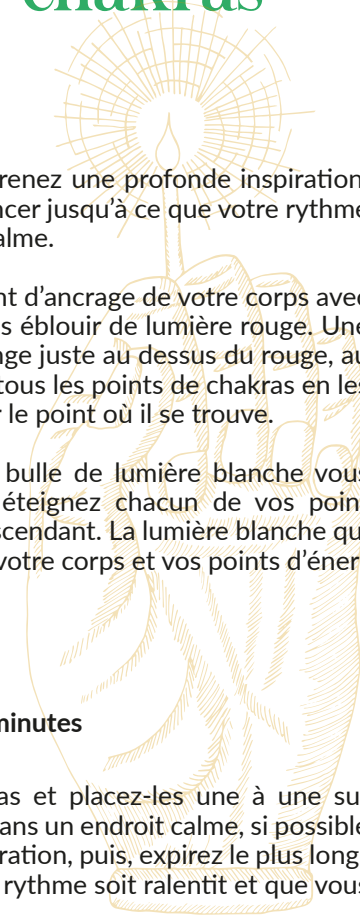 chakras
renez une profonde inspiration
ncer jusqu'à ce que votre rythme
alme.
nt d'ancrage de votre corps avec
s éblouir de lumière rouge. Une
nge juste au dessus du rouge, au
tous les points de chakras en les
r le point où il se trouve.
bulle de lumière blanche vous
éteignez chacun de vos poin
scendant. La lumière blanche qu
votre corps et vos points d'éner
minutes
as et placez-les une à une su
ans un endroit calme, si possible
ration, puis, expirez le plus long
rythme soit ralentit et que vous